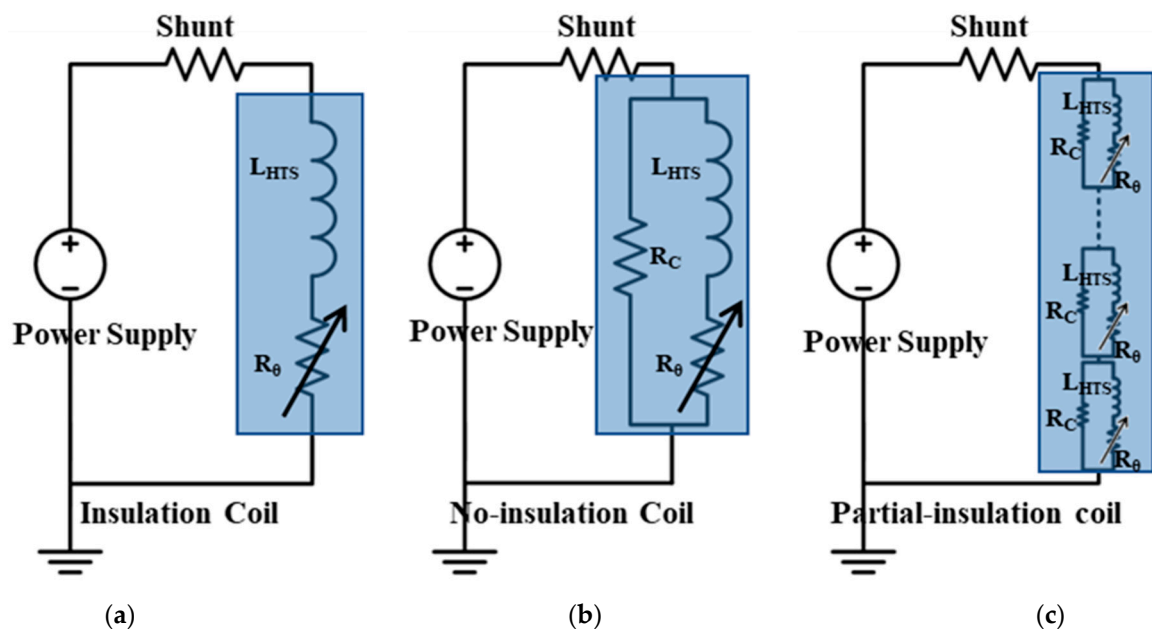 Shunt
L_HTS
R_θ
+
−
Power Supply
Insulation Coil
(a)
Shunt
L_HTS
R_C
R_θ
+
−
Power Supply
No-insulation Coil
(b)
Shunt
L_HTS
R_C
R_θ
L_HTS
R_C
R_θ
L_HTS
R_C
R_θ
+
−
Power Supply
Partial-insulation coil
(c)